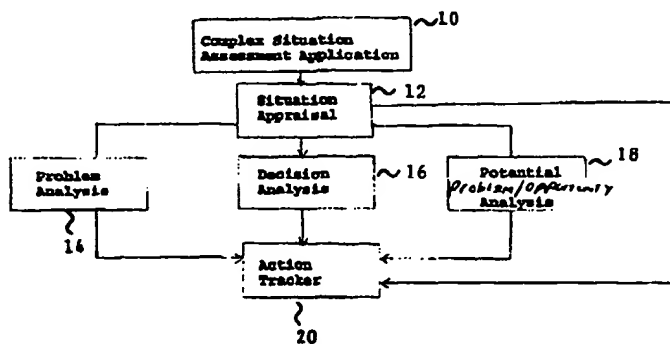 10
Complex Situation
Assessment Application
12
Situation
Appraisal
Problem
Analysis
14
Decision
Analysis
16
Potential
Problem/Opportunity
Analysis
18
Action
Tracker
20